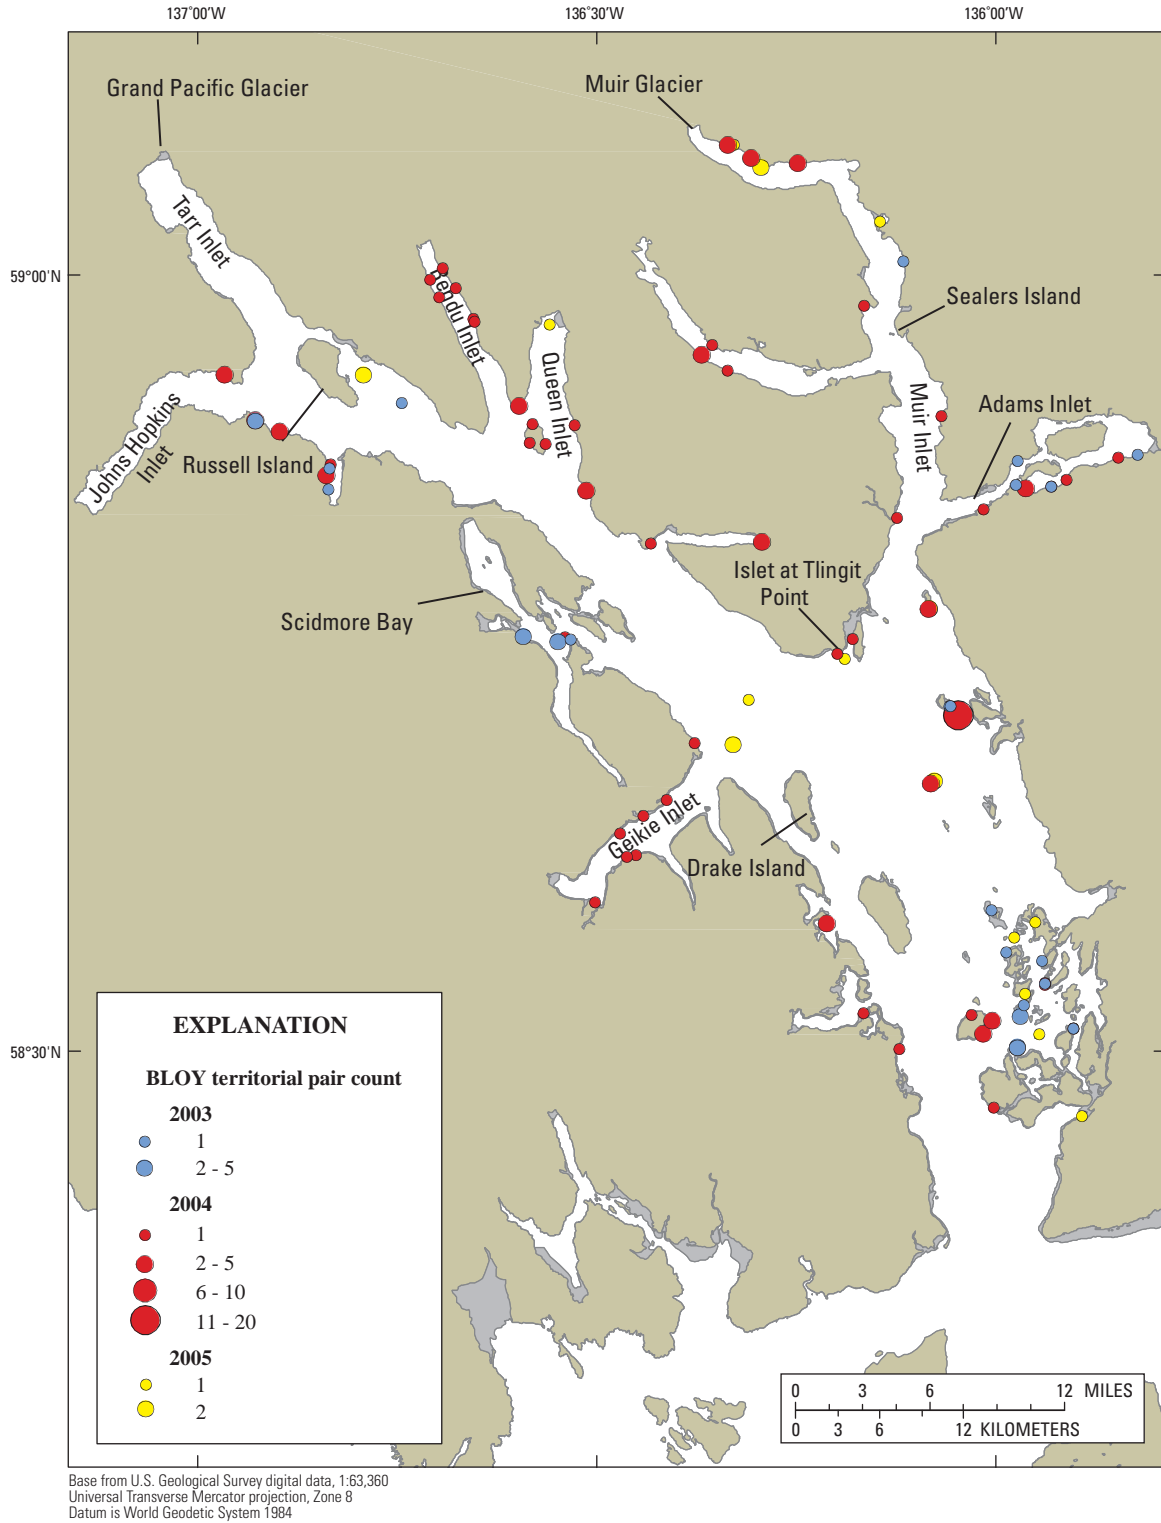 137°00'W
136°30'W
136°00'W
Grand Pacific Glacier
Muir Glacier
Tarr Inlet
59°00'N
Rendu Inlet
Sealers Island
Queen Inlet
Muir Inlet
Adams Inlet
Johns Hopkins
Inlet
Russell Island
Islet at Tlingit
Point
Scidmore Bay
Geikie Inlet
Drake Island
58°30'N
EXPLANATION
BLOY territorial pair count
2003
1
2 - 5
2004
1
2 - 5
6 - 10
11 - 20
2005
1
2
0 3 6 12 MILES
0 3 6 12 KILOMETERS
Base from U.S. Geological Survey digital data, 1:63,360
Universal Transverse Mercator projection, Zone 8
Datum is World Geodetic System 1984